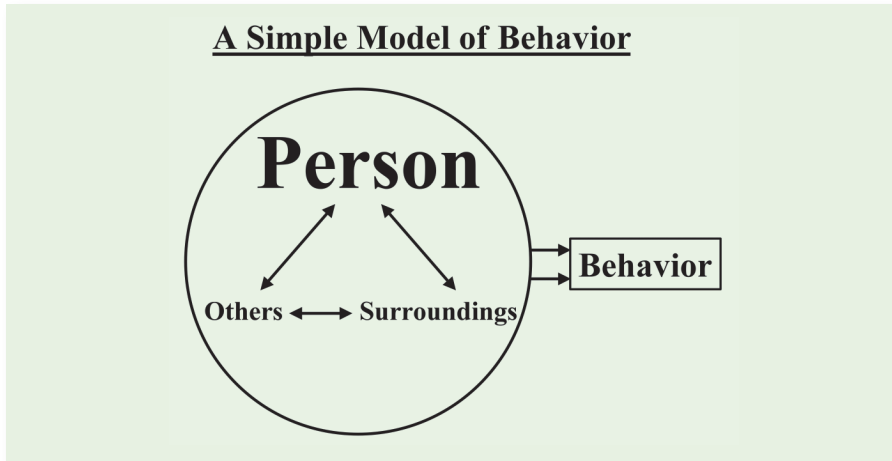 A Simple Model of Behavior
Person
Others
Surroundings
Behavior